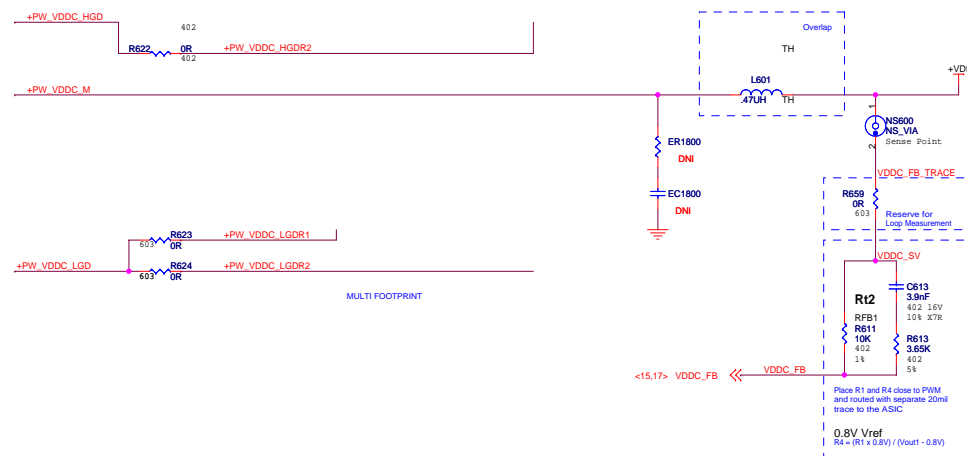 +PW_VDDC_HGD
402
R622
0R
+PW_VDDC_HGDR2
402
Overlap
TH
+PW_VDDC_M
L601
.47UH
TH
+VD
1
NS600
NS_VIA
Sense Point
2
ER1800
DNI
EC1800
DNI
VDDC_FB_TRACE
R659
0R
603
Reserve for
Loop Measurement
R623
+PW_VDDC_LGDR1
603
0R
+PW_VDDC_LGD
R624
+PW_VDDC_LGDR2
603
0R
MULTI FOOTPRINT
VDDC_SV
C613
3.9nF
402 16V
10% X7R
Rt2
RFB1
R611
10K
402
1%
R613
3.65K
402
5%
<15,17>
VDDC_FB
VDDC_FB
Place R1 and R4 close to PWM
and routed with separate 20mil
trace to the ASIC
0.8V Vref
R4 = (R1 x 0.8V) / (Vout1 - 0.8V)